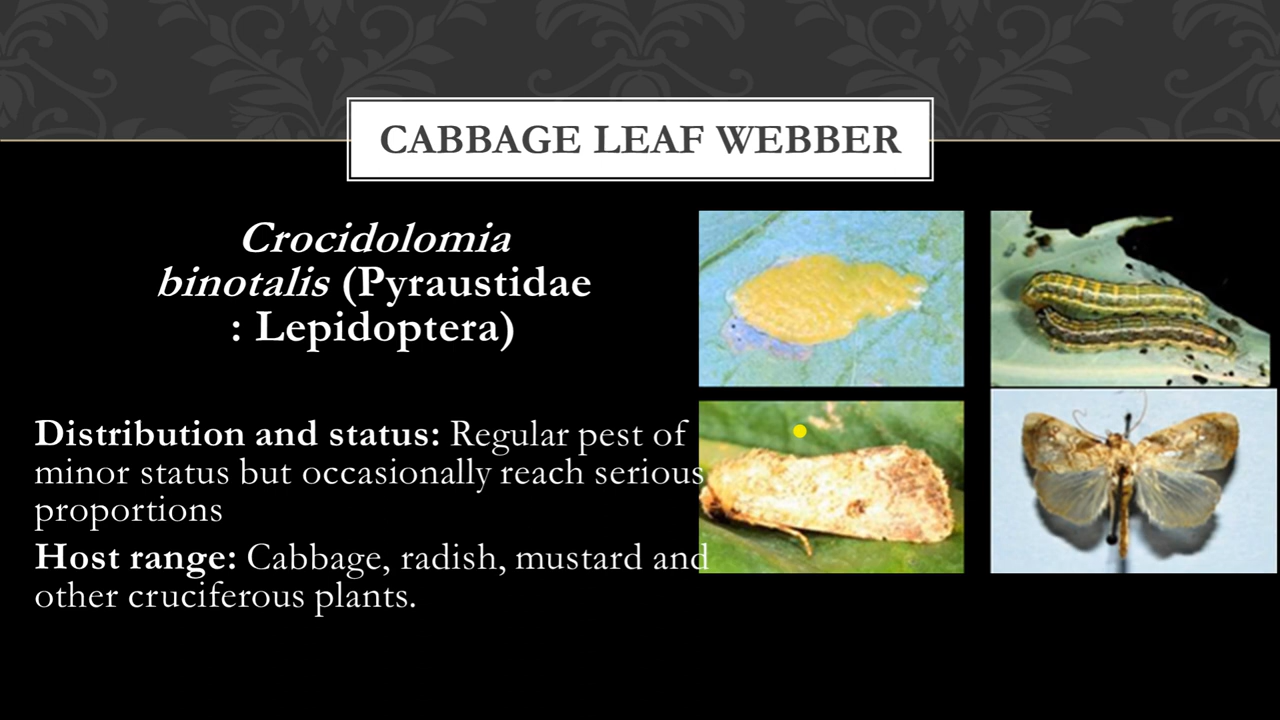 CABBAGE LEAF WEBBER
Crocidolomia
binotalis (Pyraustidae
: Lepidoptera)
Distribution and status: Regular pest of
minor status but occasionally reach serious
proportions
Host range: Cabbage, radish, mustard and
other cruciferous plants.